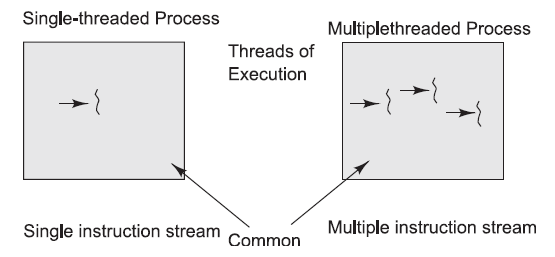 Single-threaded Process
Multiplethreaded Process
Threads of
Execution
Single instruction stream
Common
Multiple instruction stream